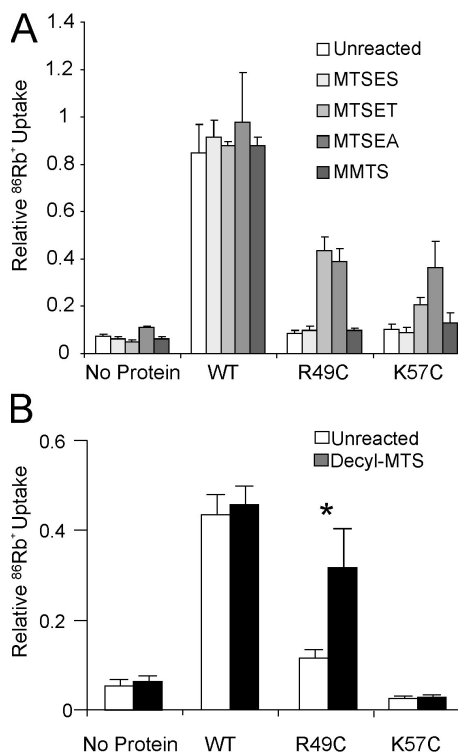 A
1.4
1.2
1
0.8
0.6
0.4
0.2
0
Relative ⁸⁶Rb⁺ Uptake
Unreacted
MTSES
MTSET
MTSEA
MMTS
No Protein WT R49C K57C
B
0.6
0.4
0.2
0
Relative ⁸⁶Rb⁺ Uptake
Unreacted
Decyl-MTS
*
No Protein WT R49C K57C